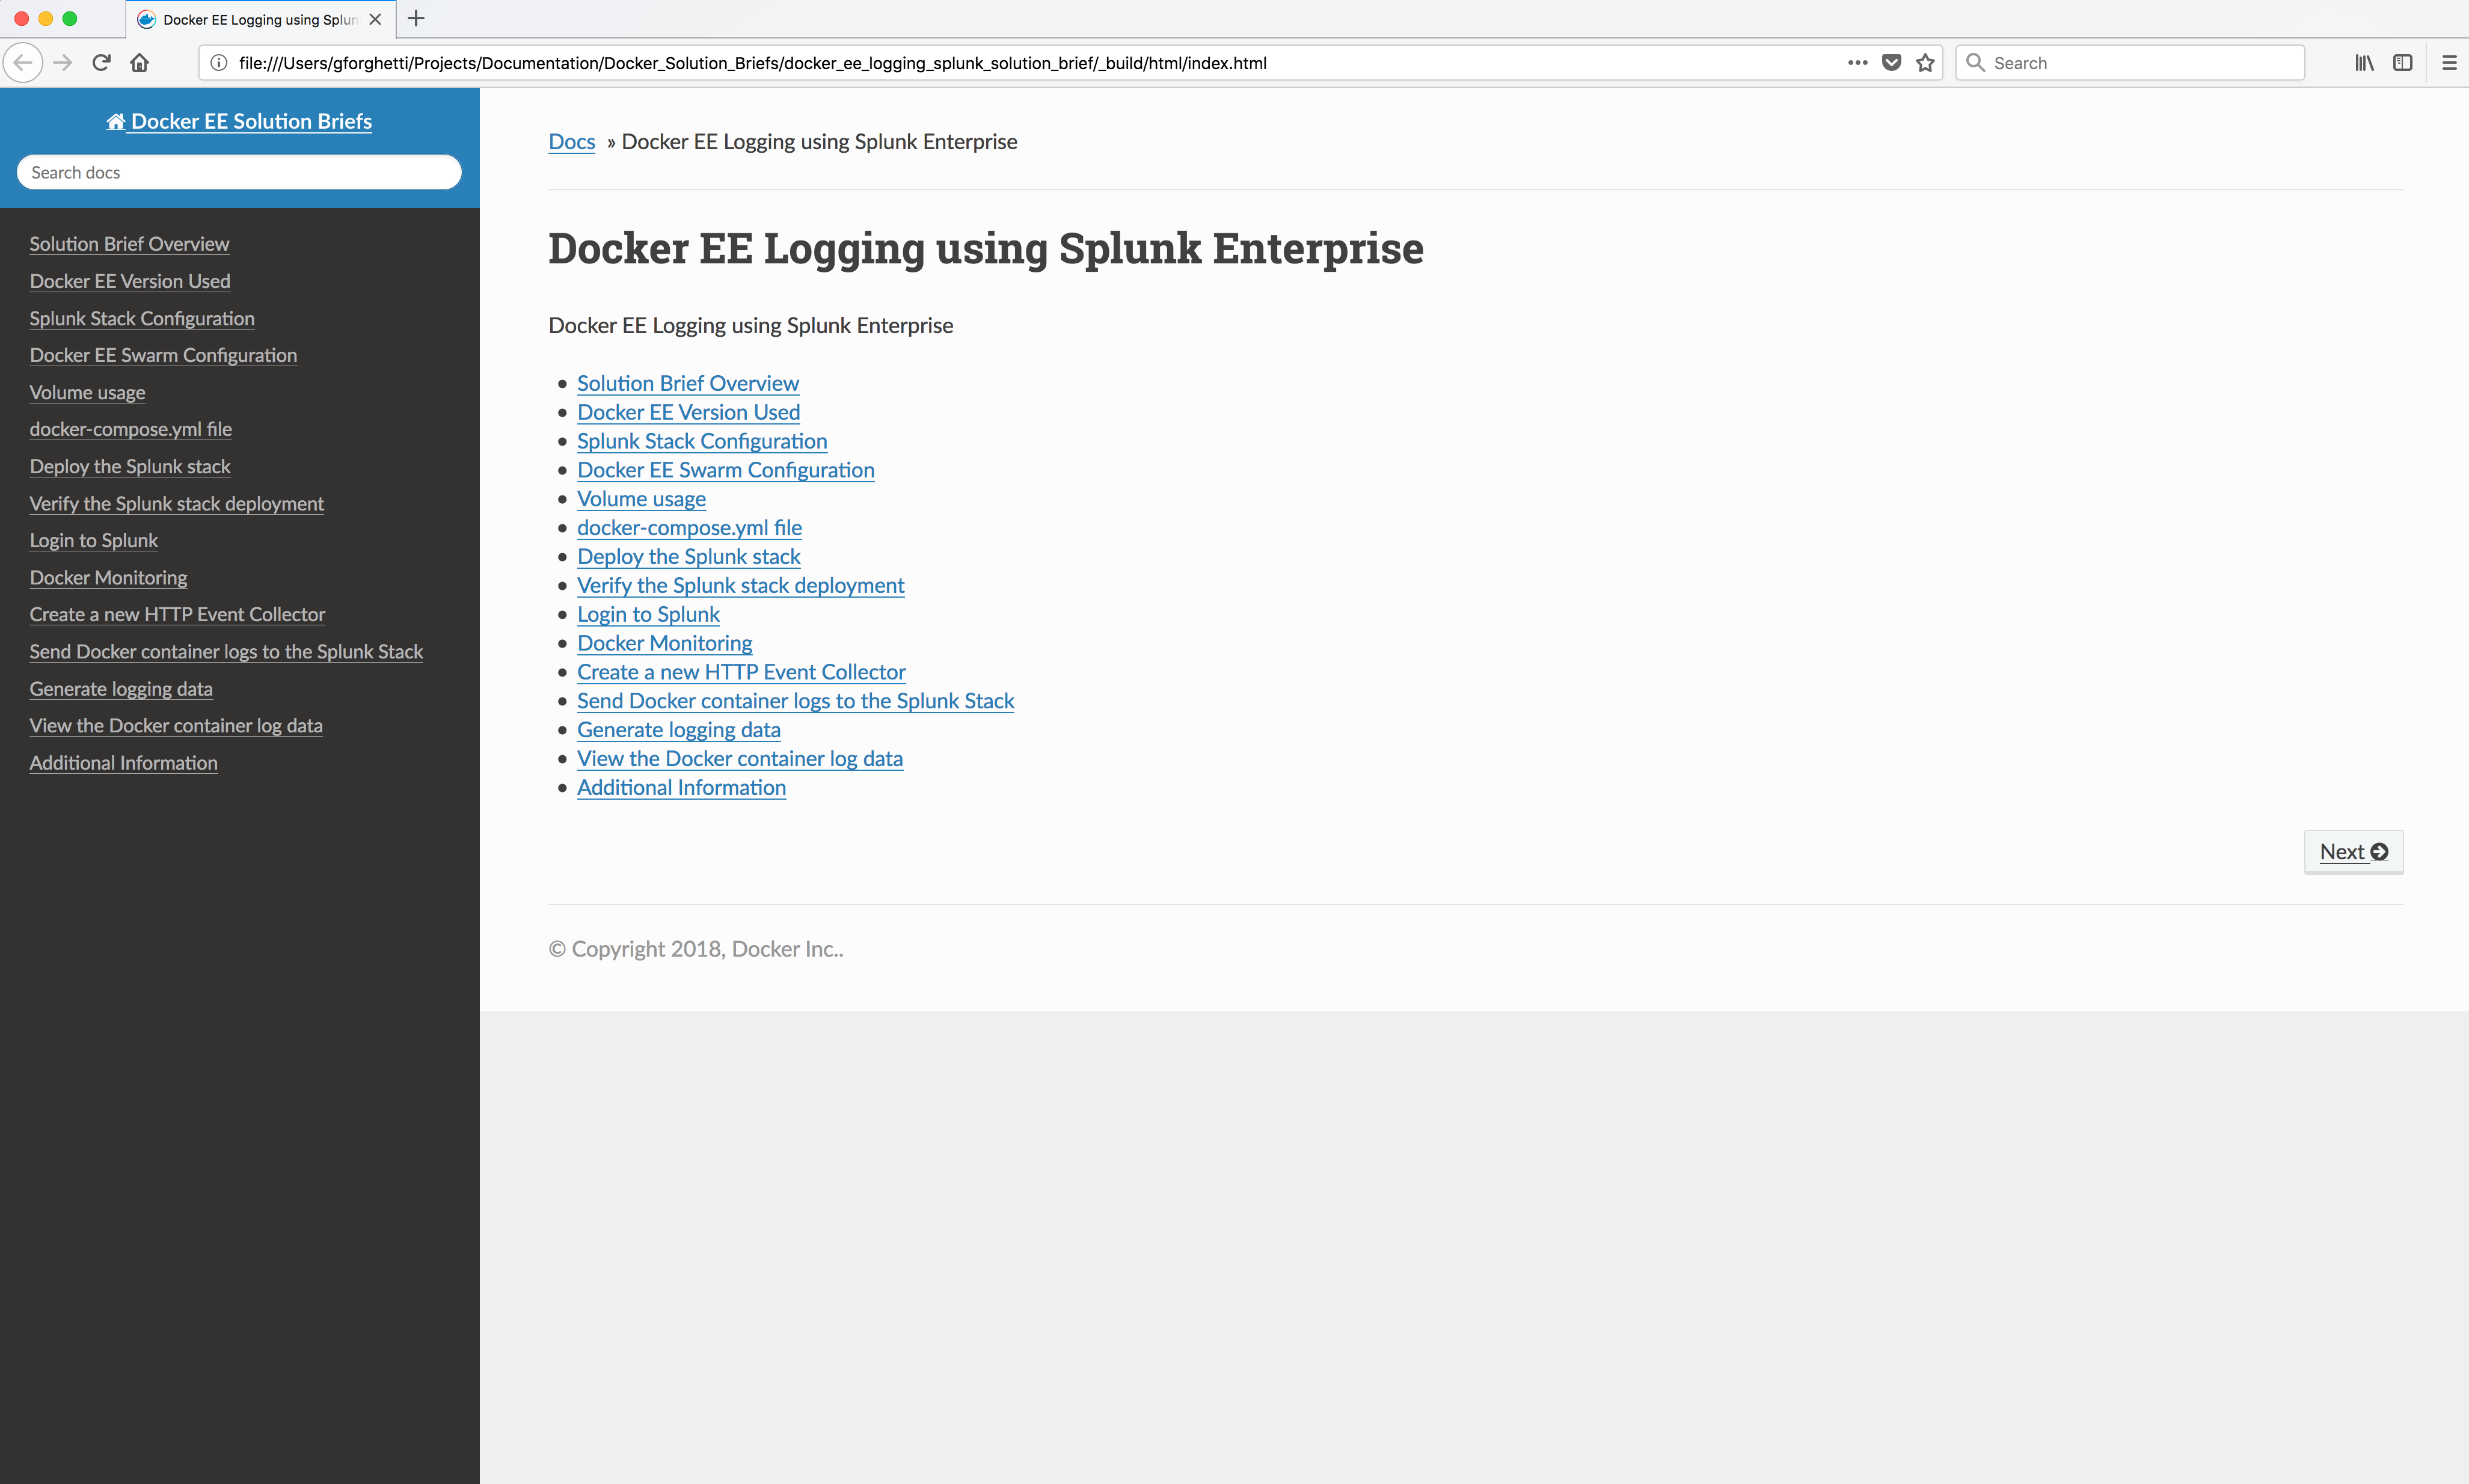 Docker EE Logging using Splun
file:///Users/gforghetti/Projects/Documentation/Docker_Solution_Briefs/docker_ee_logging_splunk_solution_brief/_build/html/index.html
Search
Docker EE Solution Briefs
Search docs
Solution Brief Overview
Docker EE Version Used
Splunk Stack Configuration
Docker EE Swarm Configuration
Volume usage
docker-compose.yml file
Deploy the Splunk stack
Verify the Splunk stack deployment
Login to Splunk
Docker Monitoring
Create a new HTTP Event Collector
Send Docker container logs to the Splunk Stack
Generate logging data
View the Docker container log data
Additional Information
Docs » Docker EE Logging using Splunk Enterprise
Docker EE Logging using Splunk Enterprise
Docker EE Logging using Splunk Enterprise
Solution Brief Overview
Docker EE Version Used
Splunk Stack Configuration
Docker EE Swarm Configuration
Volume usage
docker-compose.yml file
Deploy the Splunk stack
Verify the Splunk stack deployment
Login to Splunk
Docker Monitoring
Create a new HTTP Event Collector
Send Docker container logs to the Splunk Stack
Generate logging data
View the Docker container log data
Additional Information
Next
© Copyright 2018, Docker Inc..